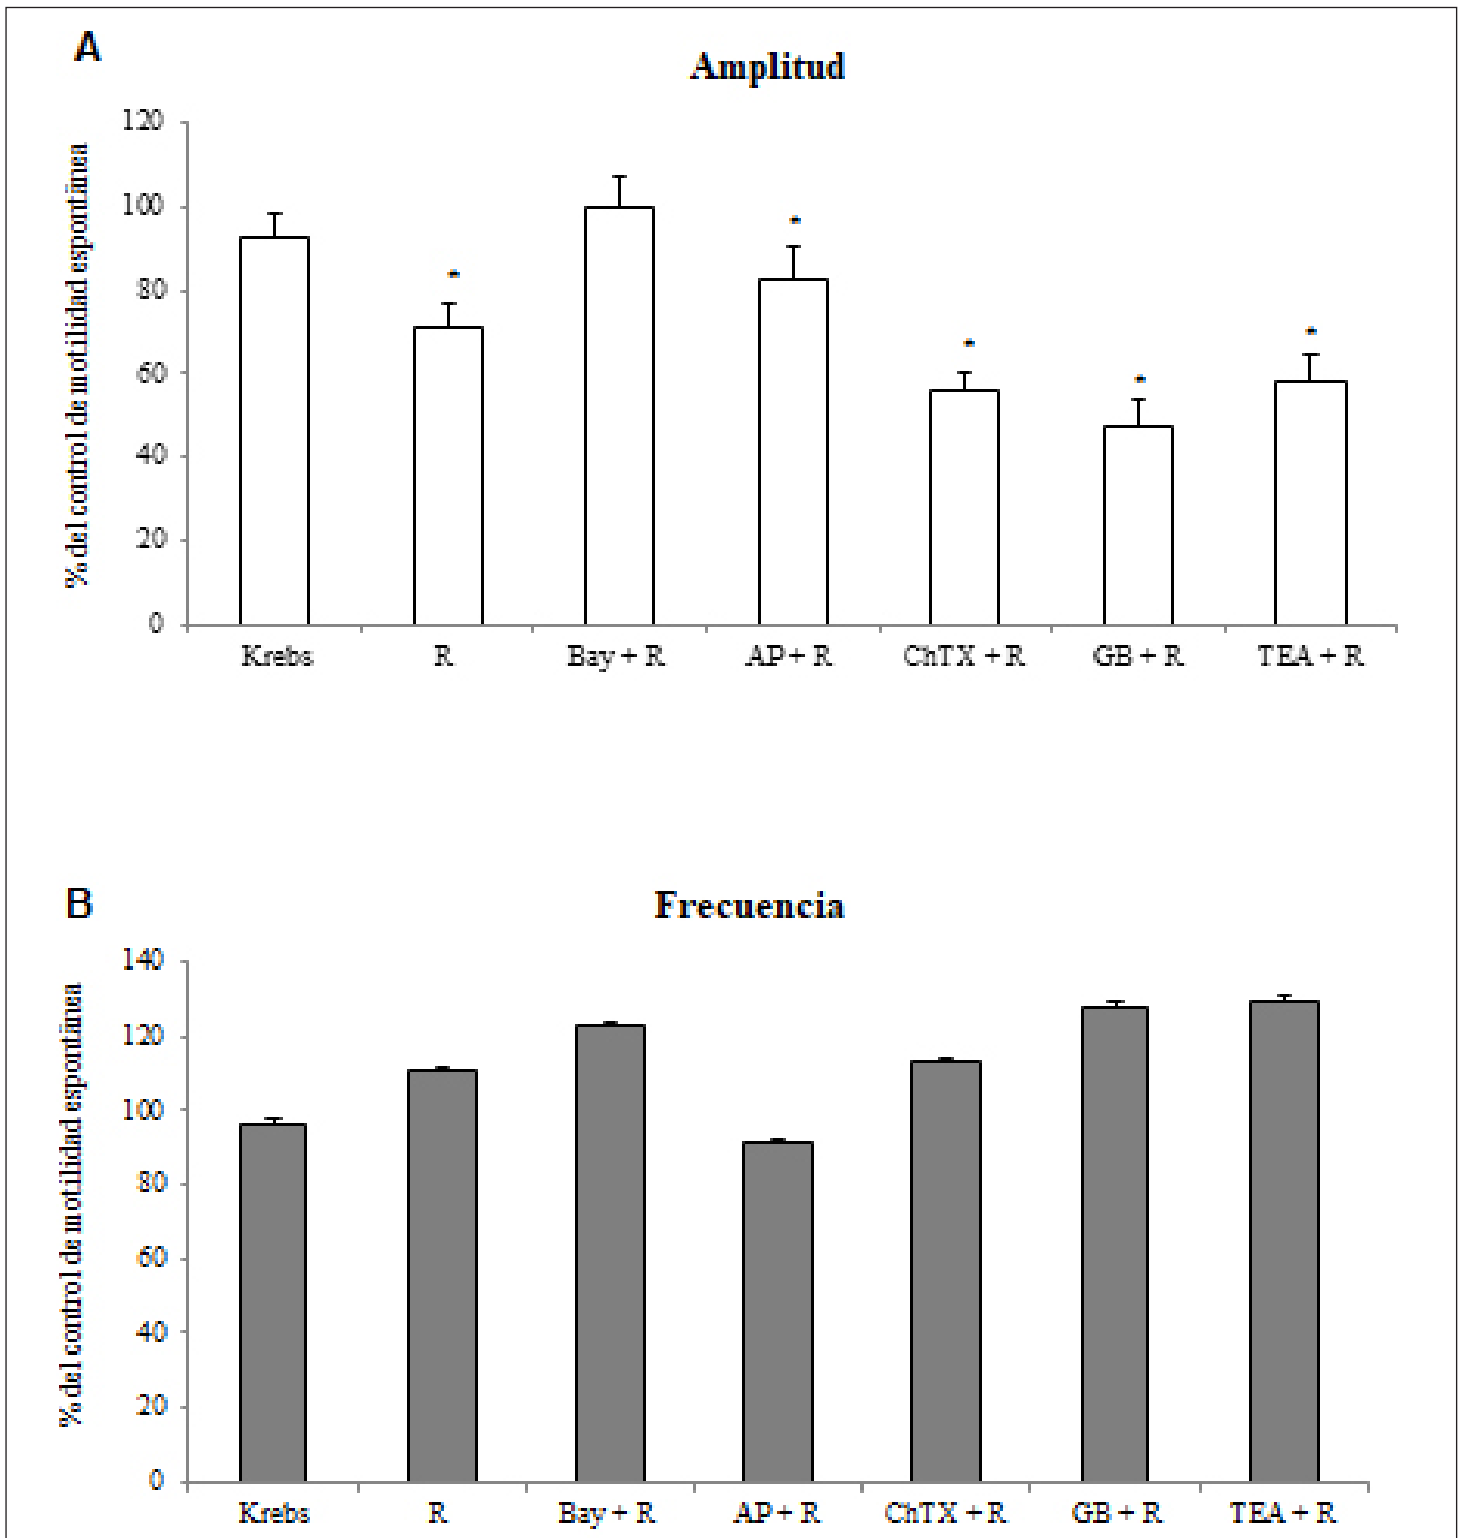 A
Amplitud
% del control de motilidad espontánea
120
100
80
60
40
20
0
* * * * *
Krebs R Bay + R AP + R ChTX + R GB + R TEA + R
B
Frecuencia
% del control de motilidad espontánea
140
120
100
80
60
40
20
0
Krebs R Bay + R AP + R ChTX + R GB + R TEA + R